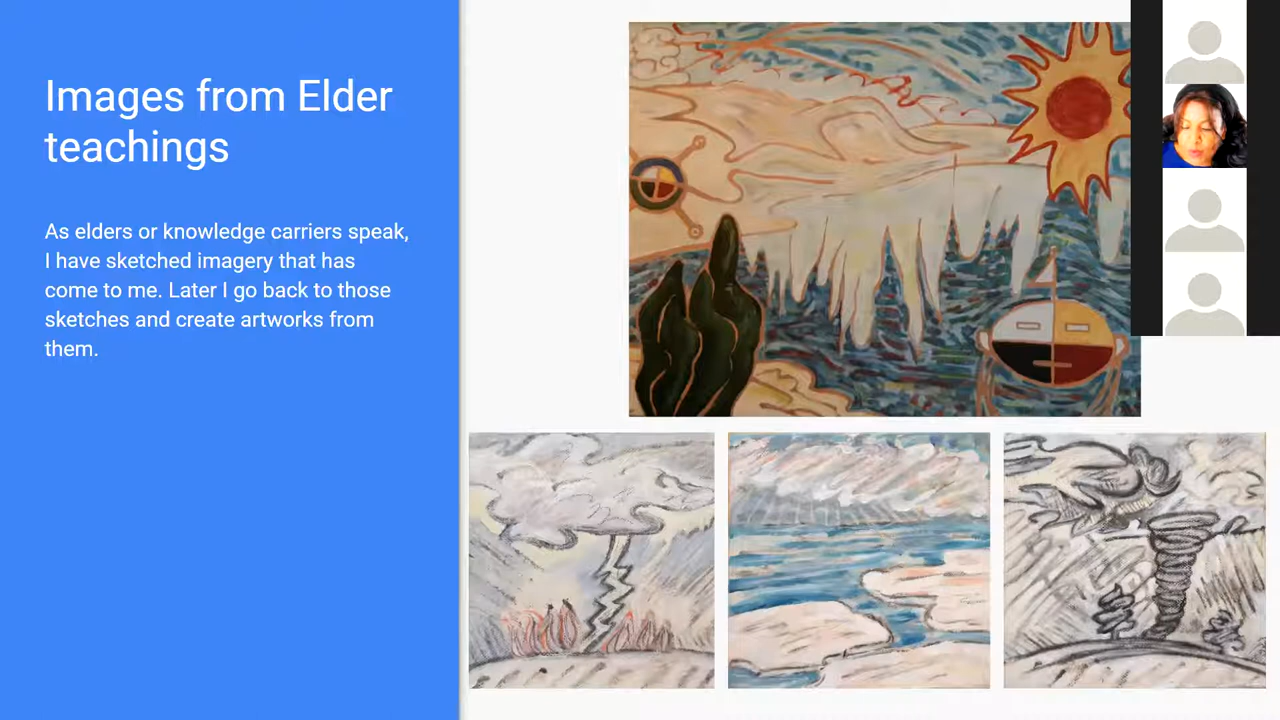 Images from Elder
teachings
As elders or knowledge carriers speak,
I have sketched imagery that has
come to me. Later I go back to those
sketches and create artworks from
them.